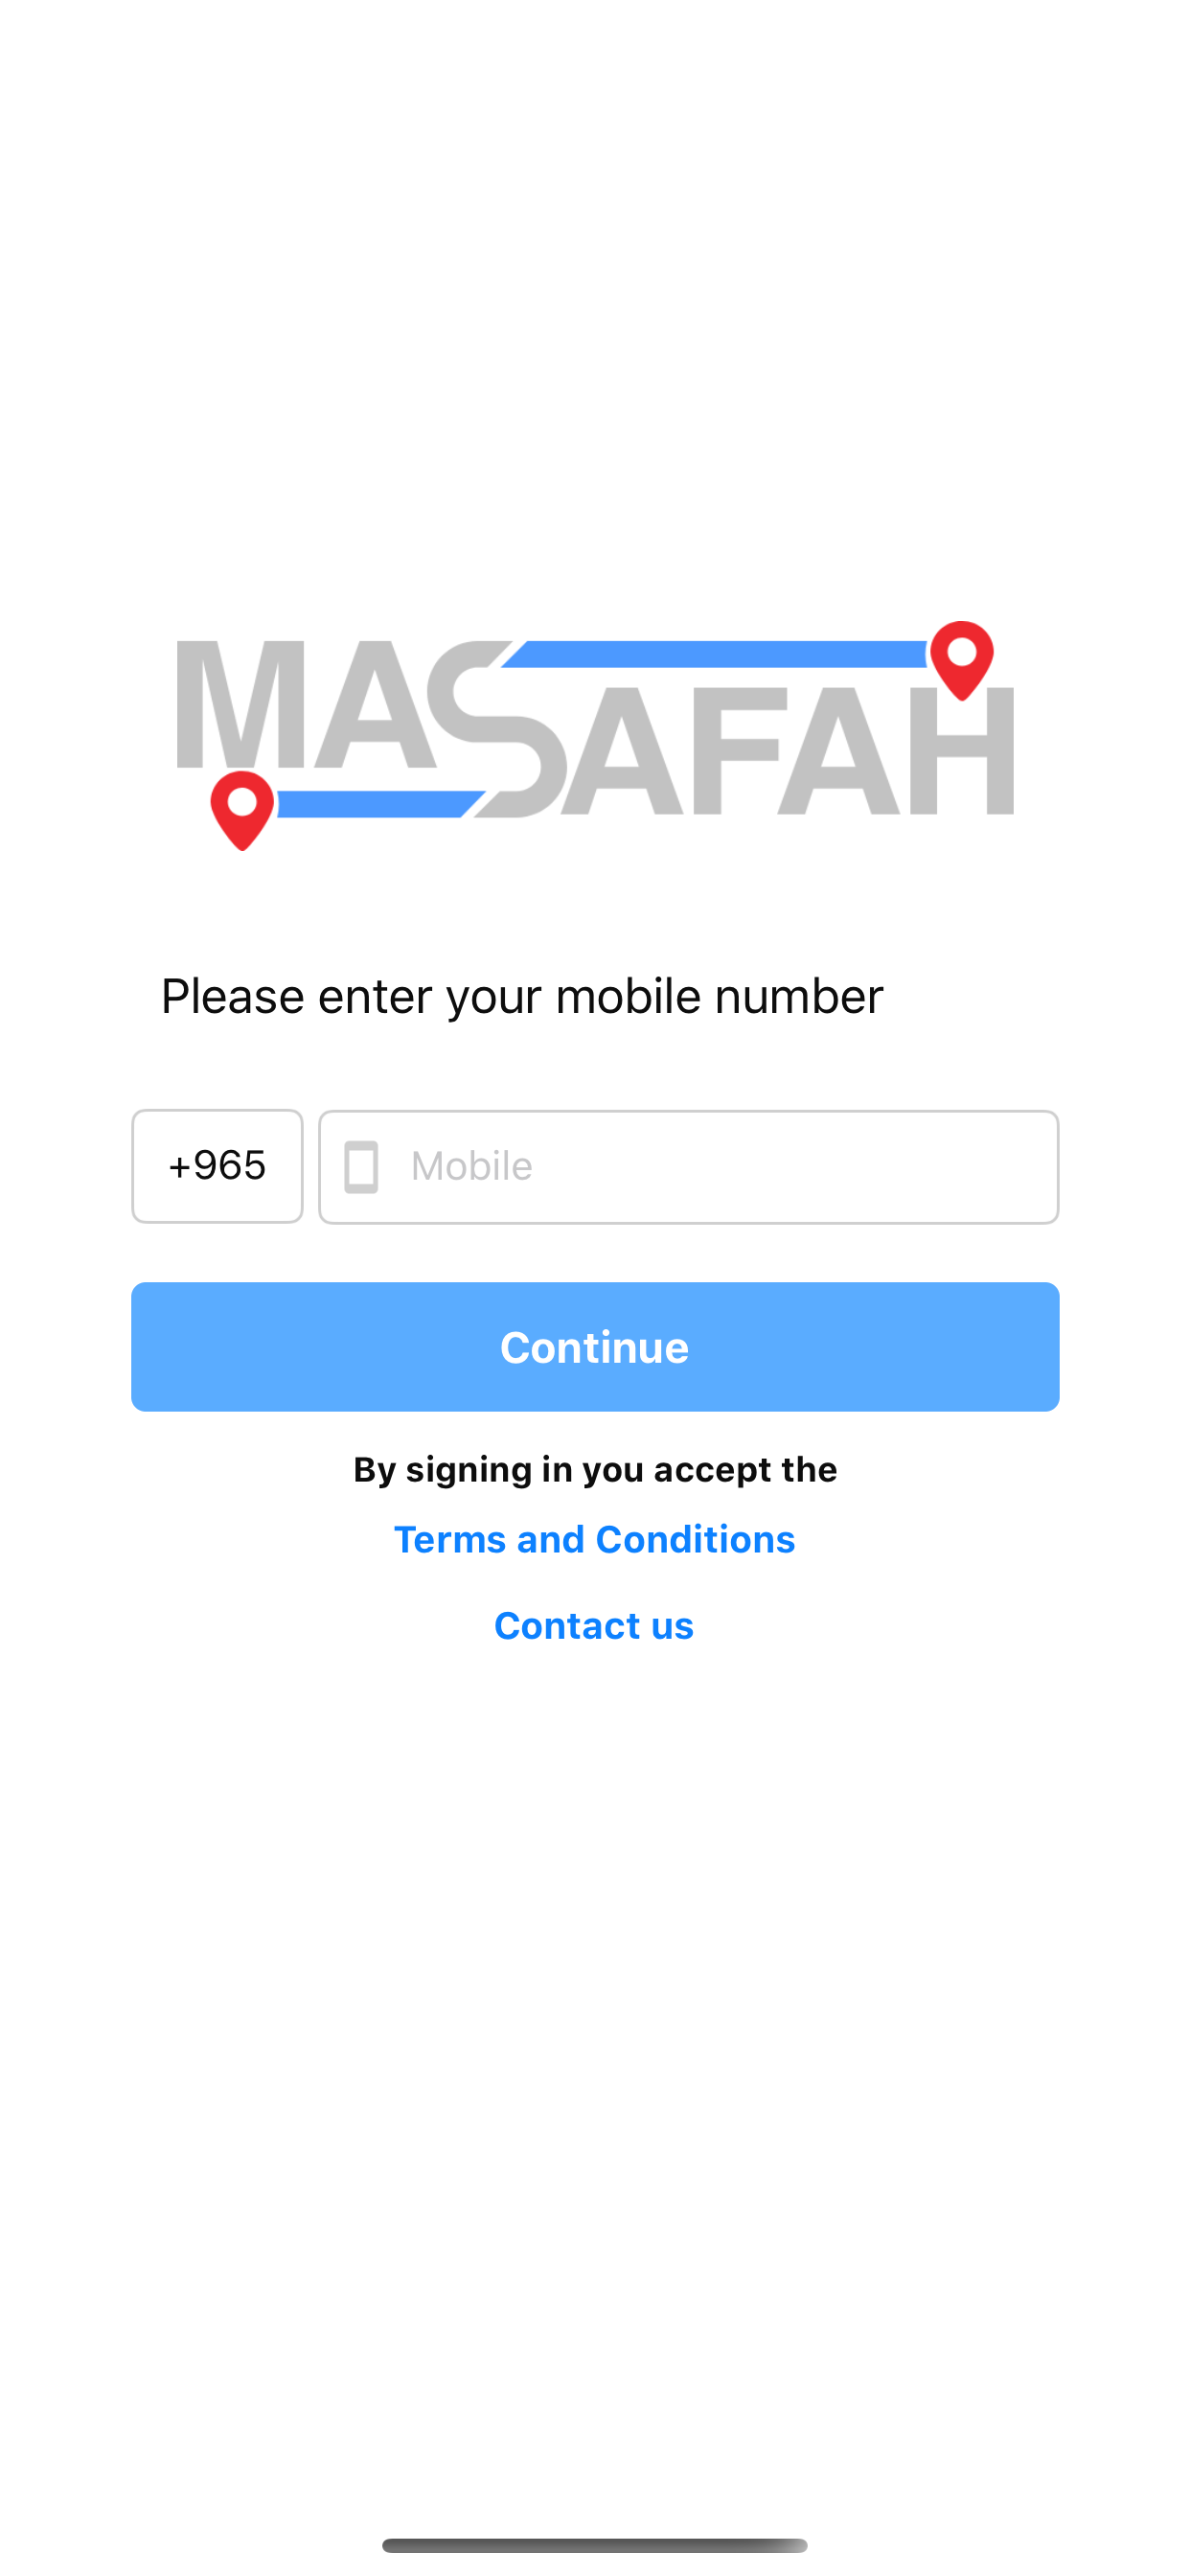 MASAFAH
Please enter your mobile number
+965 Mobile
Continue
By signing in you accept the
Terms and Conditions
Contact us